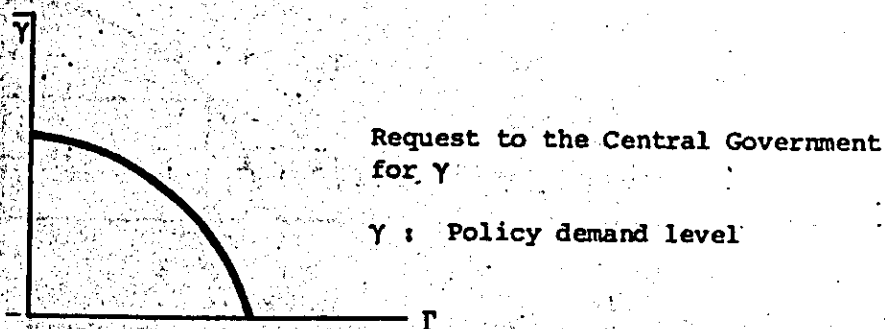 γ
Request to the Central Government
for γ
γ : Policy demand level
Γ